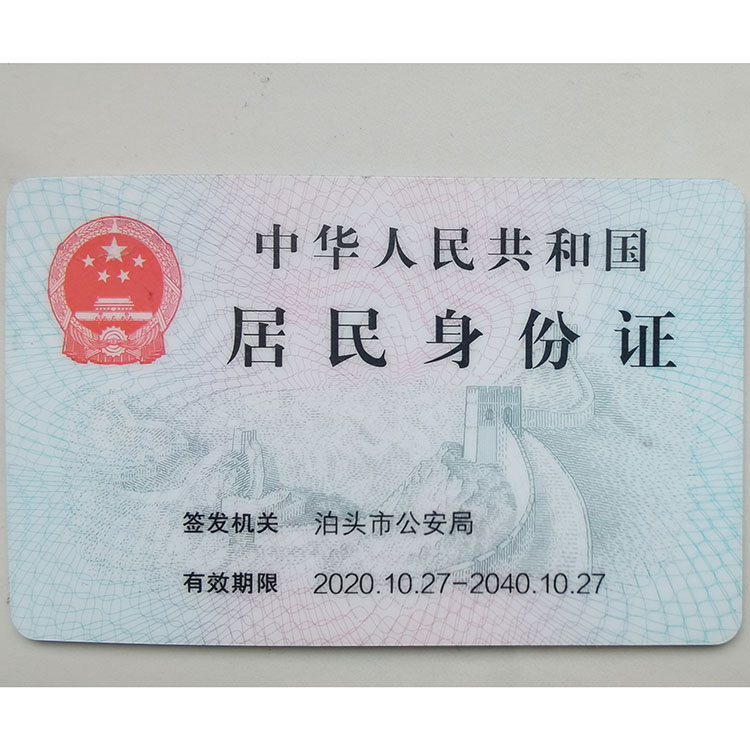 中华人民共和国
居民身份证
签发机关 泊头市公安局
有效期限 2020.10.27-2040.10.27